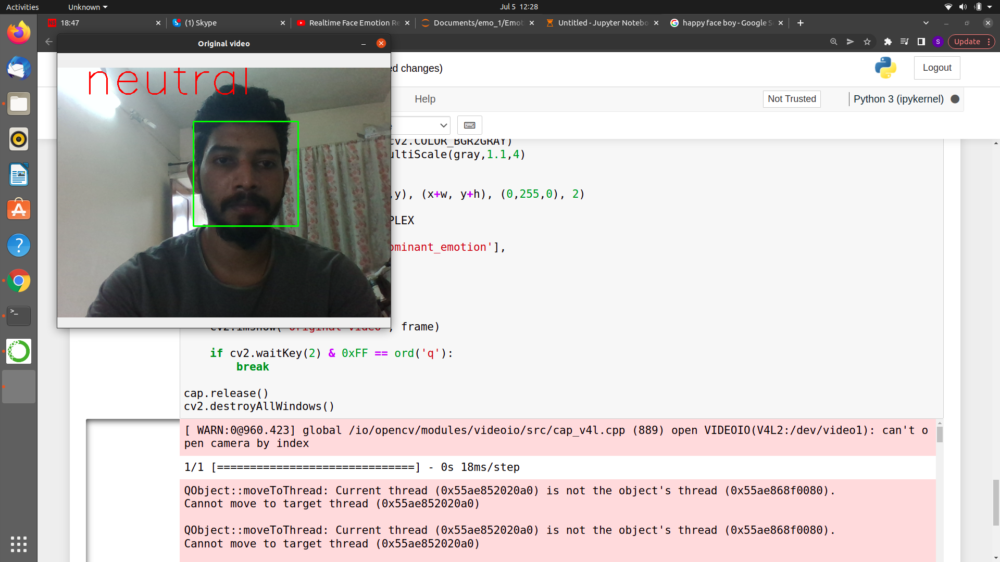 Activities
Unknown
Jul 5 12:28
18:47
(1) Skype
Realtime Face Emotion Re
Documents/emo_1/Emot
Untitled - Jupyter Notebo
happy face boy - Google S
S
Update
Original video
neutral
ed changes)
Logout
Help
Not Trusted
Python 3 (ipykernel)
cv2.COLOR_BGR2GRAY)
ultiScale(gray,1.1,4)
,y), (x+w, y+h), (0,255,0), 2)
PLEX
ominant_emotion'],
cv2.imshow('Original video', frame)
if cv2.waitKey(2) & 0xFF == ord('q'):
break
cap.release()
cv2.destroyAllWindows()
[ WARN:0@960.423] global /io/opencv/modules/videoio/src/cap_v4l.cpp (889) open VIDEOIO(V4L2:/dev/video1): can't o
pen camera by index
1/1 [==============================] - 0s 18ms/step
QObject::moveToThread: Current thread (0x55ae852020a0) is not the object's thread (0x55ae868f0080).
Cannot move to target thread (0x55ae852020a0)
QObject::moveToThread: Current thread (0x55ae852020a0) is not the object's thread (0x55ae868f0080).
Cannot move to target thread (0x55ae852020a0)